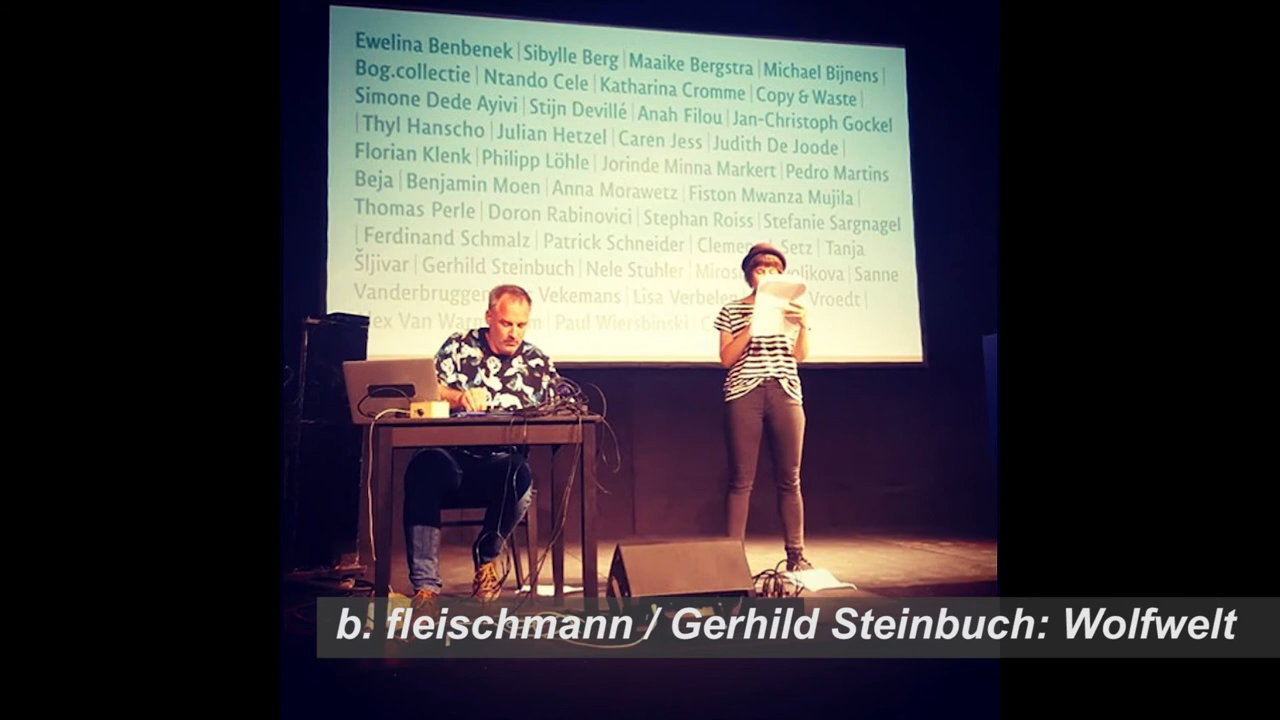 Ewelina Benbenek | Sibylle Berg | Maaike Bergstra | Michael Bijnens |
Bog.collectie | Ntando Cele | Katharina Cromme | Copy & Waste |
Simone Dede Ayivi | Stijn Devillé | Anah Filou | Jan-Christoph Gockel
| Thyl Hanscho | Julian Hetzel | Caren Jess | Judith De Joode |
Florian Klenk | Philipp Löhle | Jorinde Minna Markert | Pedro Martins
Beja | Benjamin Moen | Anna Morawetz | Fiston Mwanza Mujila |
Thomas Perle | Doron Rabinovici | Stephan Roiss | Stefanie Sargnagel
| Ferdinand Schmalz | Patrick Schneider | Setz | Tanja
Šljivar | Gerhild Steinbuch | Nele Stuhler | | Sanne
Vekemans | Lisa Verbelen Vroedt |
Van | Paul Wiersbinski |
b. fleischmann / Gerhild Steinbuch: Wolfwelt